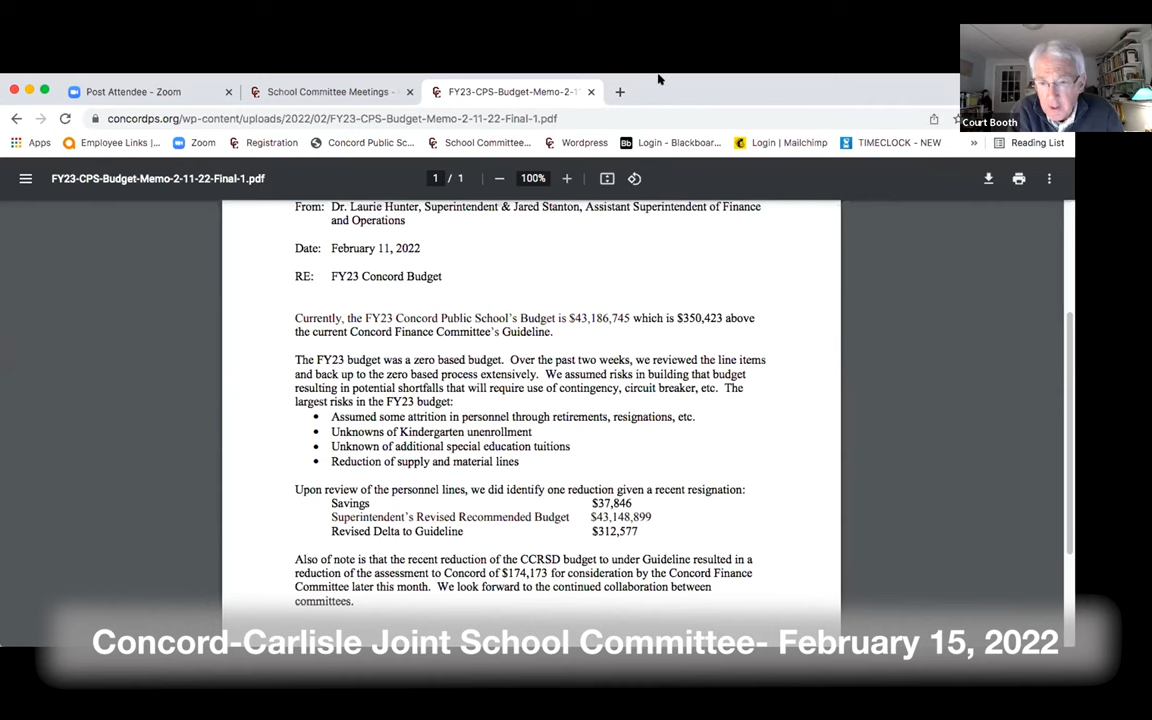 Post Attendee - Zoom
School Committee Meetings -
FY23-CPS-Budget-Memo-2-1
concordps.org/wp-content/uploads/2022/02/FY23-CPS-Budget-Memo-2-11-22-Final-1.pdf
Court Booth
Apps
Employee Links |...
Zoom
Registration
Concord Public Sc...
School Committee...
Wordpress
Bb
Login - Blackboar...
Login | Mailchimp
TIMECLOCK - NEW
»
Reading List
FY23-CPS-Budget-Memo-2-11-22-Final-1.pdf
1 / 1
100%
From: Dr. Laurie Hunter, Superintendent & Jared Stanton, Assistant Superintendent of Finance
and Operations
Date: February 11, 2022
RE: FY23 Concord Budget
Currently, the FY23 Concord Public School's Budget is $43,186,745 which is $350,423 above
the current Concord Finance Committee's Guideline.
The FY23 budget was a zero based budget. Over the past two weeks, we reviewed the line items
and back up to the zero based process extensively. We assumed risks in building that budget
resulting in potential shortfalls that will require use of contingency, circuit breaker, etc. The
largest risks in the FY23 budget:
• Assumed some attrition in personnel through retirements, resignations, etc.
• Unknowns of Kindergarten unenrollment
• Unknown of additional special education tuitions
• Reduction of supply and material lines
Upon review of the personnel lines, we did identify one reduction given a recent resignation:
Savings $37,846
Superintendent's Revised Recommended Budget $43,148,899
Revised Delta to Guideline $312,577
Also of note is that the recent reduction of the CCRSD budget to under Guideline resulted in a
reduction of the assessment to Concord of $174,173 for consideration by the Concord Finance
Committee later this month. We look forward to the continued collaboration between
committees.
Concord-Carlisle Joint School Committee- February 15, 2022